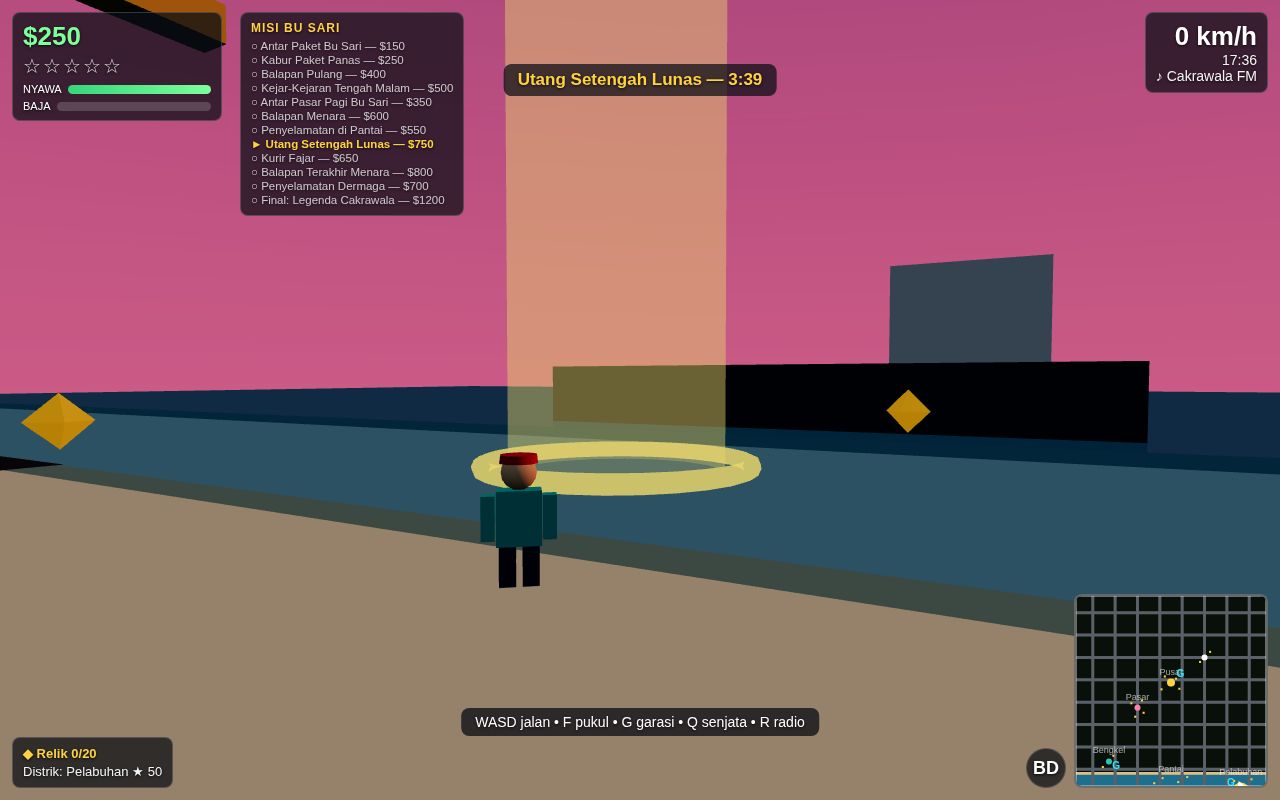 $250
☆☆☆☆☆
NYAWA
BAJA
MISI BU SARI
○ Antar Paket Bu Sari — $150
○ Kabur Paket Panas — $250
○ Balapan Pulang — $400
○ Kejar-Kejaran Tengah Malam — $500
○ Antar Pasar Pagi Bu Sari — $350
○ Balapan Menara — $600
○ Penyelamatan di Pantai — $550
► Utang Setengah Lunas — $750
○ Kurir Fajar — $650
○ Balapan Terakhir Menara — $800
○ Penyelamatan Dermaga — $700
○ Final: Legenda Cakrawala — $1200
Utang Setengah Lunas — 3:39
0 km/h
17:36
♪ Cakrawala FM
WASD jalan • F pukul • G garasi • Q senjata • R radio
◆ Relik 0/20
Distrik: Pelabuhan ★ 50
BD
Pusat G
Pasar
Bengkel
G
Pantai
Pelabuhan
G